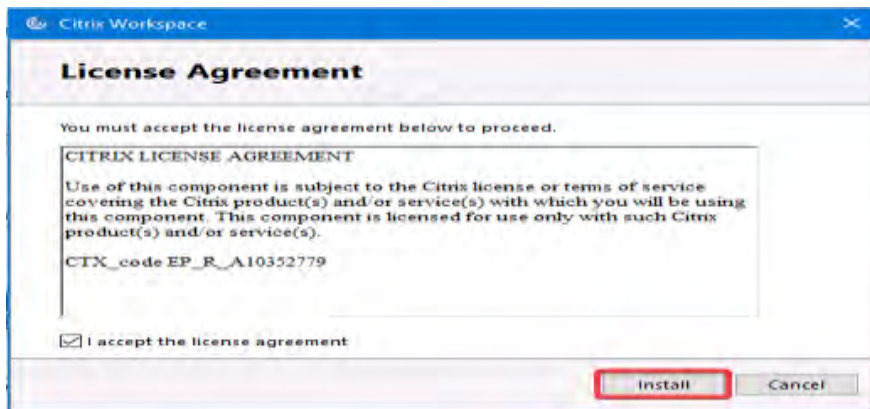 Citrix Workspace
License Agreement
You must accept the license agreement below to proceed.
CITRIX LICENSE AGREEMENT
Use of this component is subject to the Citrix license or terms of service
covering the Citrix product(s) and/or service(s) with which you will be using
this component. This component is licensed for use only with such Citrix
product(s) and/or service(s).
CTX_code EP_R_A10352779
I accept the license agreement
Install
Cancel